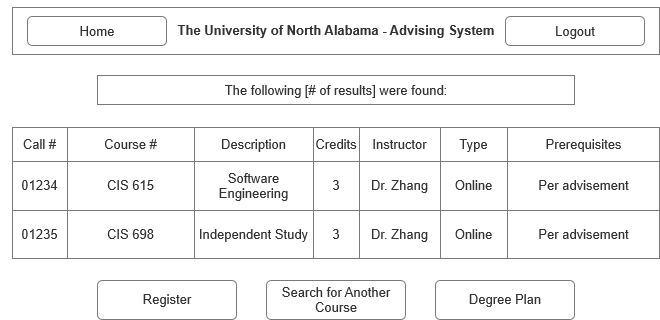 Home The University of North Alabama - Advising System Logout
The following [# of results] were found:
Call # Course # Description Credits Instructor Type Prerequisites
01234 CIS 615 Software Engineering 3 Dr. Zhang Online Per advisement
01235 CIS 698 Independent Study 3 Dr. Zhang Online Per advisement
Register Search for Another Course Degree Plan